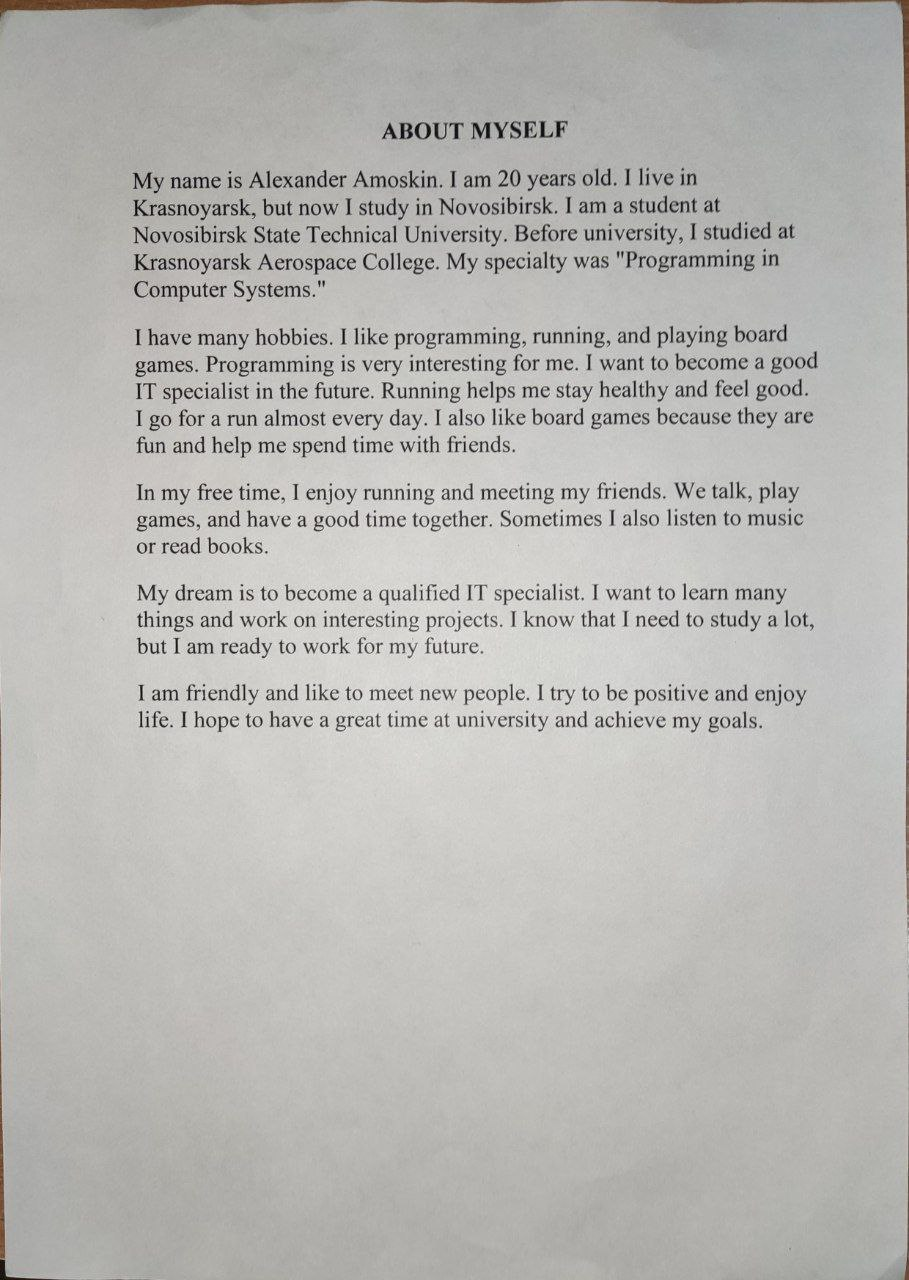 ABOUT MYSELF
My name is Alexander Amoskin. I am 20 years old. I live in
Krasnoyarsk, but now I study in Novosibirsk. I am a student at
Novosibirsk State Technical University. Before university, I studied at
Krasnoyarsk Aerospace College. My specialty was "Programming in
Computer Systems."
I have many hobbies. I like programming, running, and playing board
games. Programming is very interesting for me. I want to become a good
IT specialist in the future. Running helps me stay healthy and feel good.
I go for a run almost every day. I also like board games because they are
fun and help me spend time with friends.
In my free time, I enjoy running and meeting my friends. We talk, play
games, and have a good time together. Sometimes I also listen to music
or read books.
My dream is to become a qualified IT specialist. I want to learn many
things and work on interesting projects. I know that I need to study a lot,
but I am ready to work for my future.
I am friendly and like to meet new people. I try to be positive and enjoy
life. I hope to have a great time at university and achieve my goals.